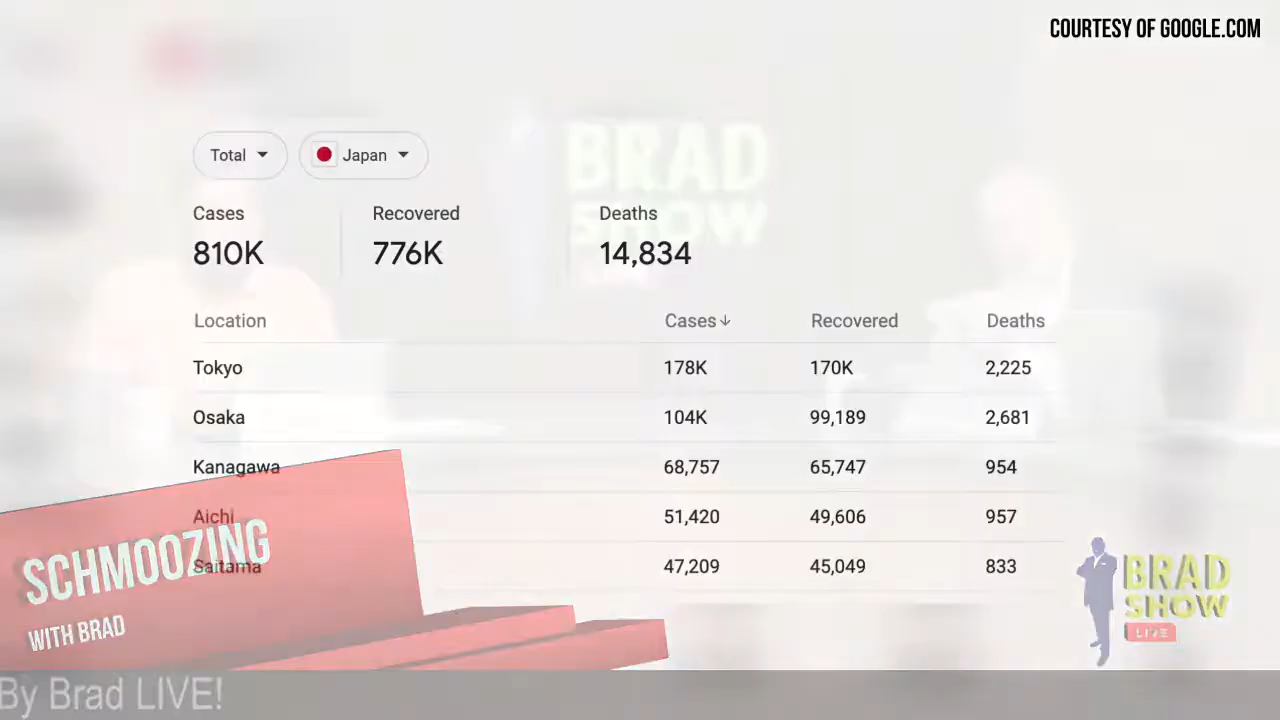 COURTESY OF GOOGLE.COM
BRAD
SHOW
Total Japan
Cases Recovered Deaths
810K 776K 14,834
Location Cases↓ Recovered Deaths
Tokyo 178K 170K 2,225
Osaka 104K 99,189 2,681
Kanagawa 68,757 65,747 954
Aichi 51,420 49,606 957
Saitama 47,209 45,049 833
SCHMOOZING
WITH BRAD
BRAD
SHOW
LIVE
By Brad LIVE!